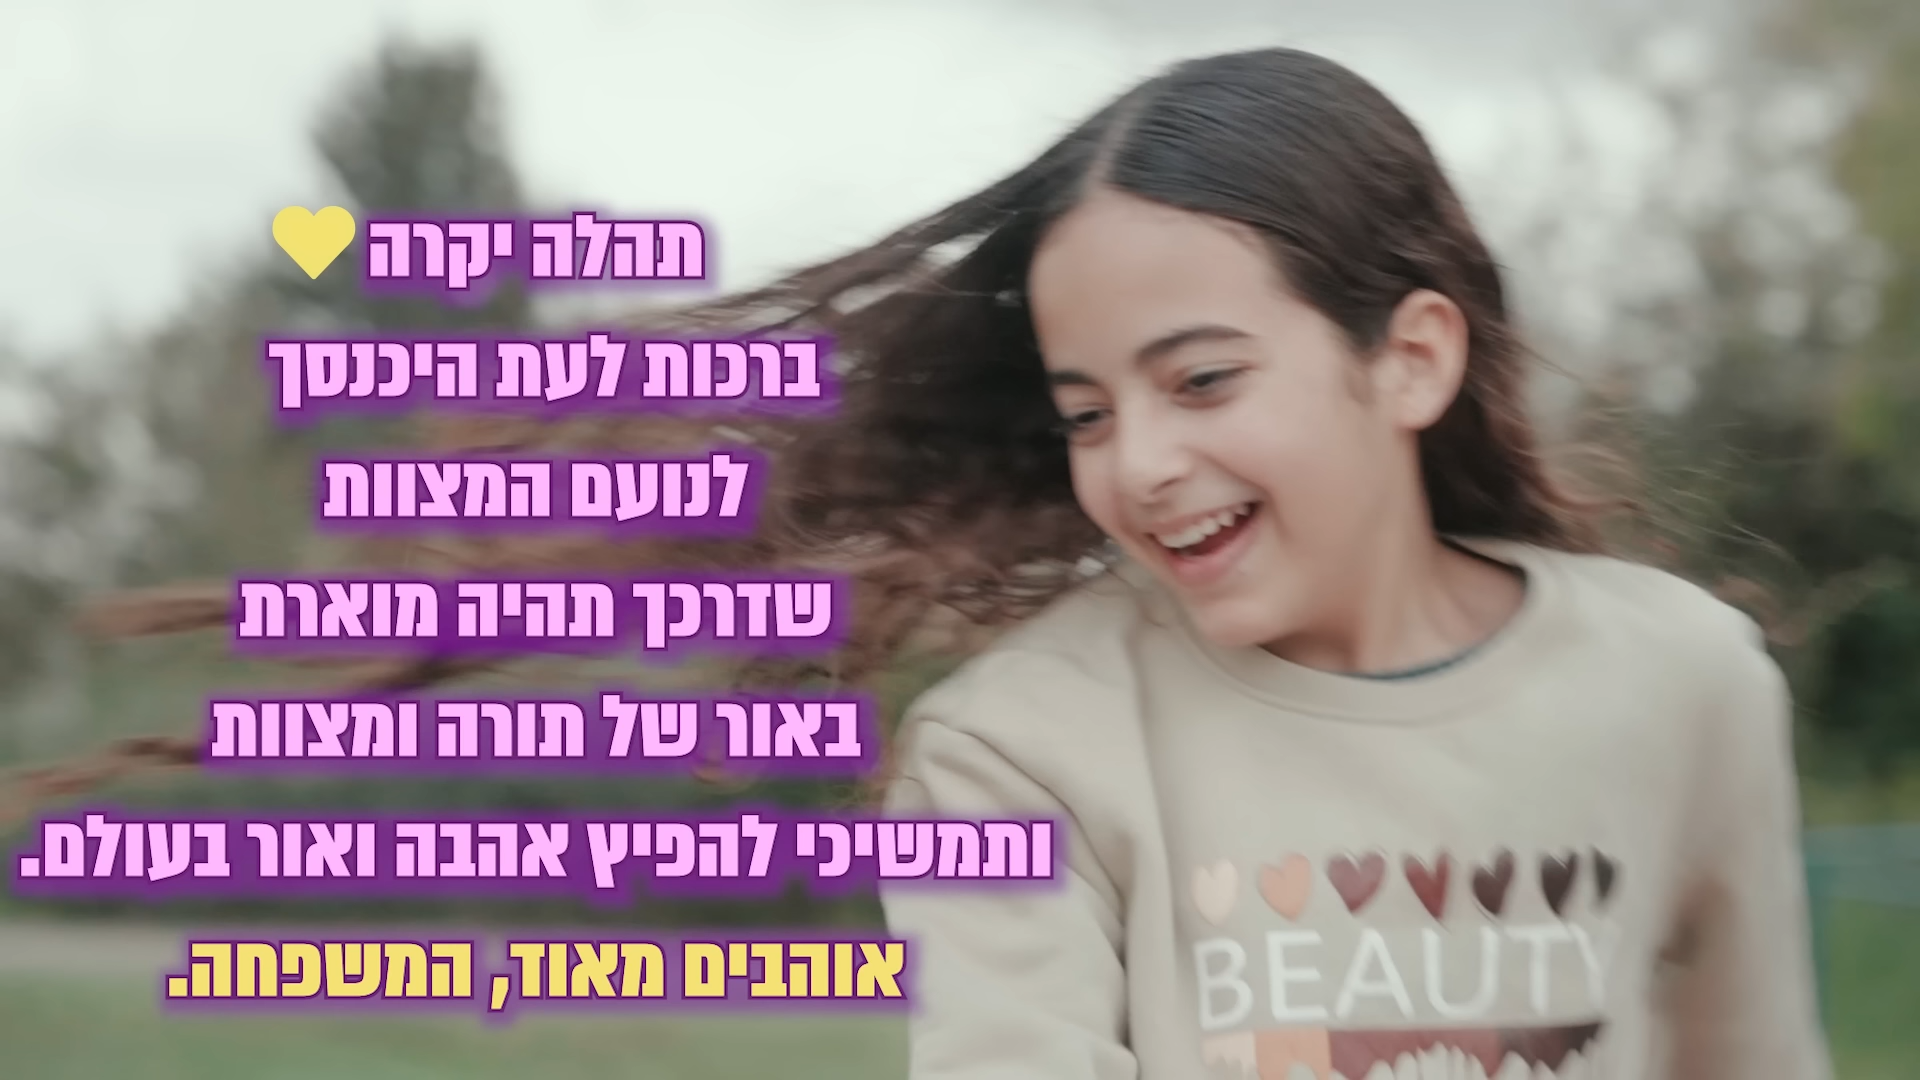 תהלה יקרה 💛
ברכות לעת היכנסך
לנועם המצוות
שדרכך תהיה מוארת
באור של תורה ומצוות
ותמשיכי להפיץ אהבה ואור בעולם.
אוהבים מאוד, המשפחה.
BEAUTY